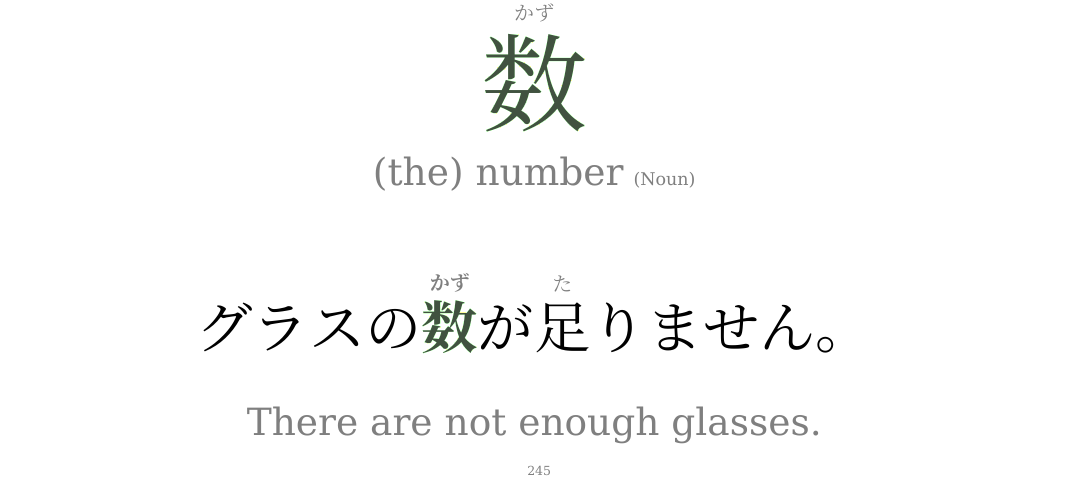 かず
数
(the) number (Noun)
かず た
グラスの数が足りません。
There are not enough glasses.
245